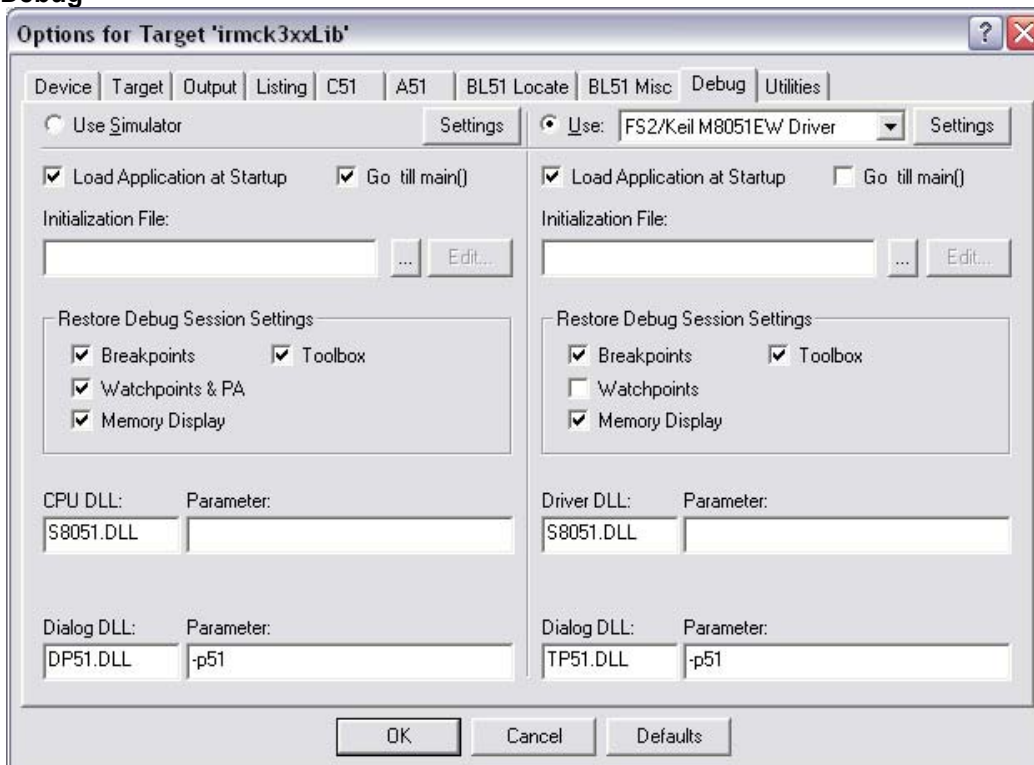 Debug
Options for Target 'irmck3xxLib'
Device Target Output Listing C51 A51 BL51 Locate BL51 Misc Debug Utilities
Use Simulator Settings Use: FS2/Keil M8051EW Driver Settings
Load Application at Startup Go till main() Load Application at Startup Go till main()
Initialization File: Initialization File:
... Edit... ... Edit...
Restore Debug Session Settings Restore Debug Session Settings
Breakpoints Toolbox Breakpoints Toolbox
Watchpoints & PA Watchpoints
Memory Display Memory Display
CPU DLL: Parameter: Driver DLL: Parameter:
S8051.DLL S8051.DLL
Dialog DLL: Parameter: Dialog DLL: Parameter:
DP51.DLL -p51 TP51.DLL -p51
OK Cancel Defaults